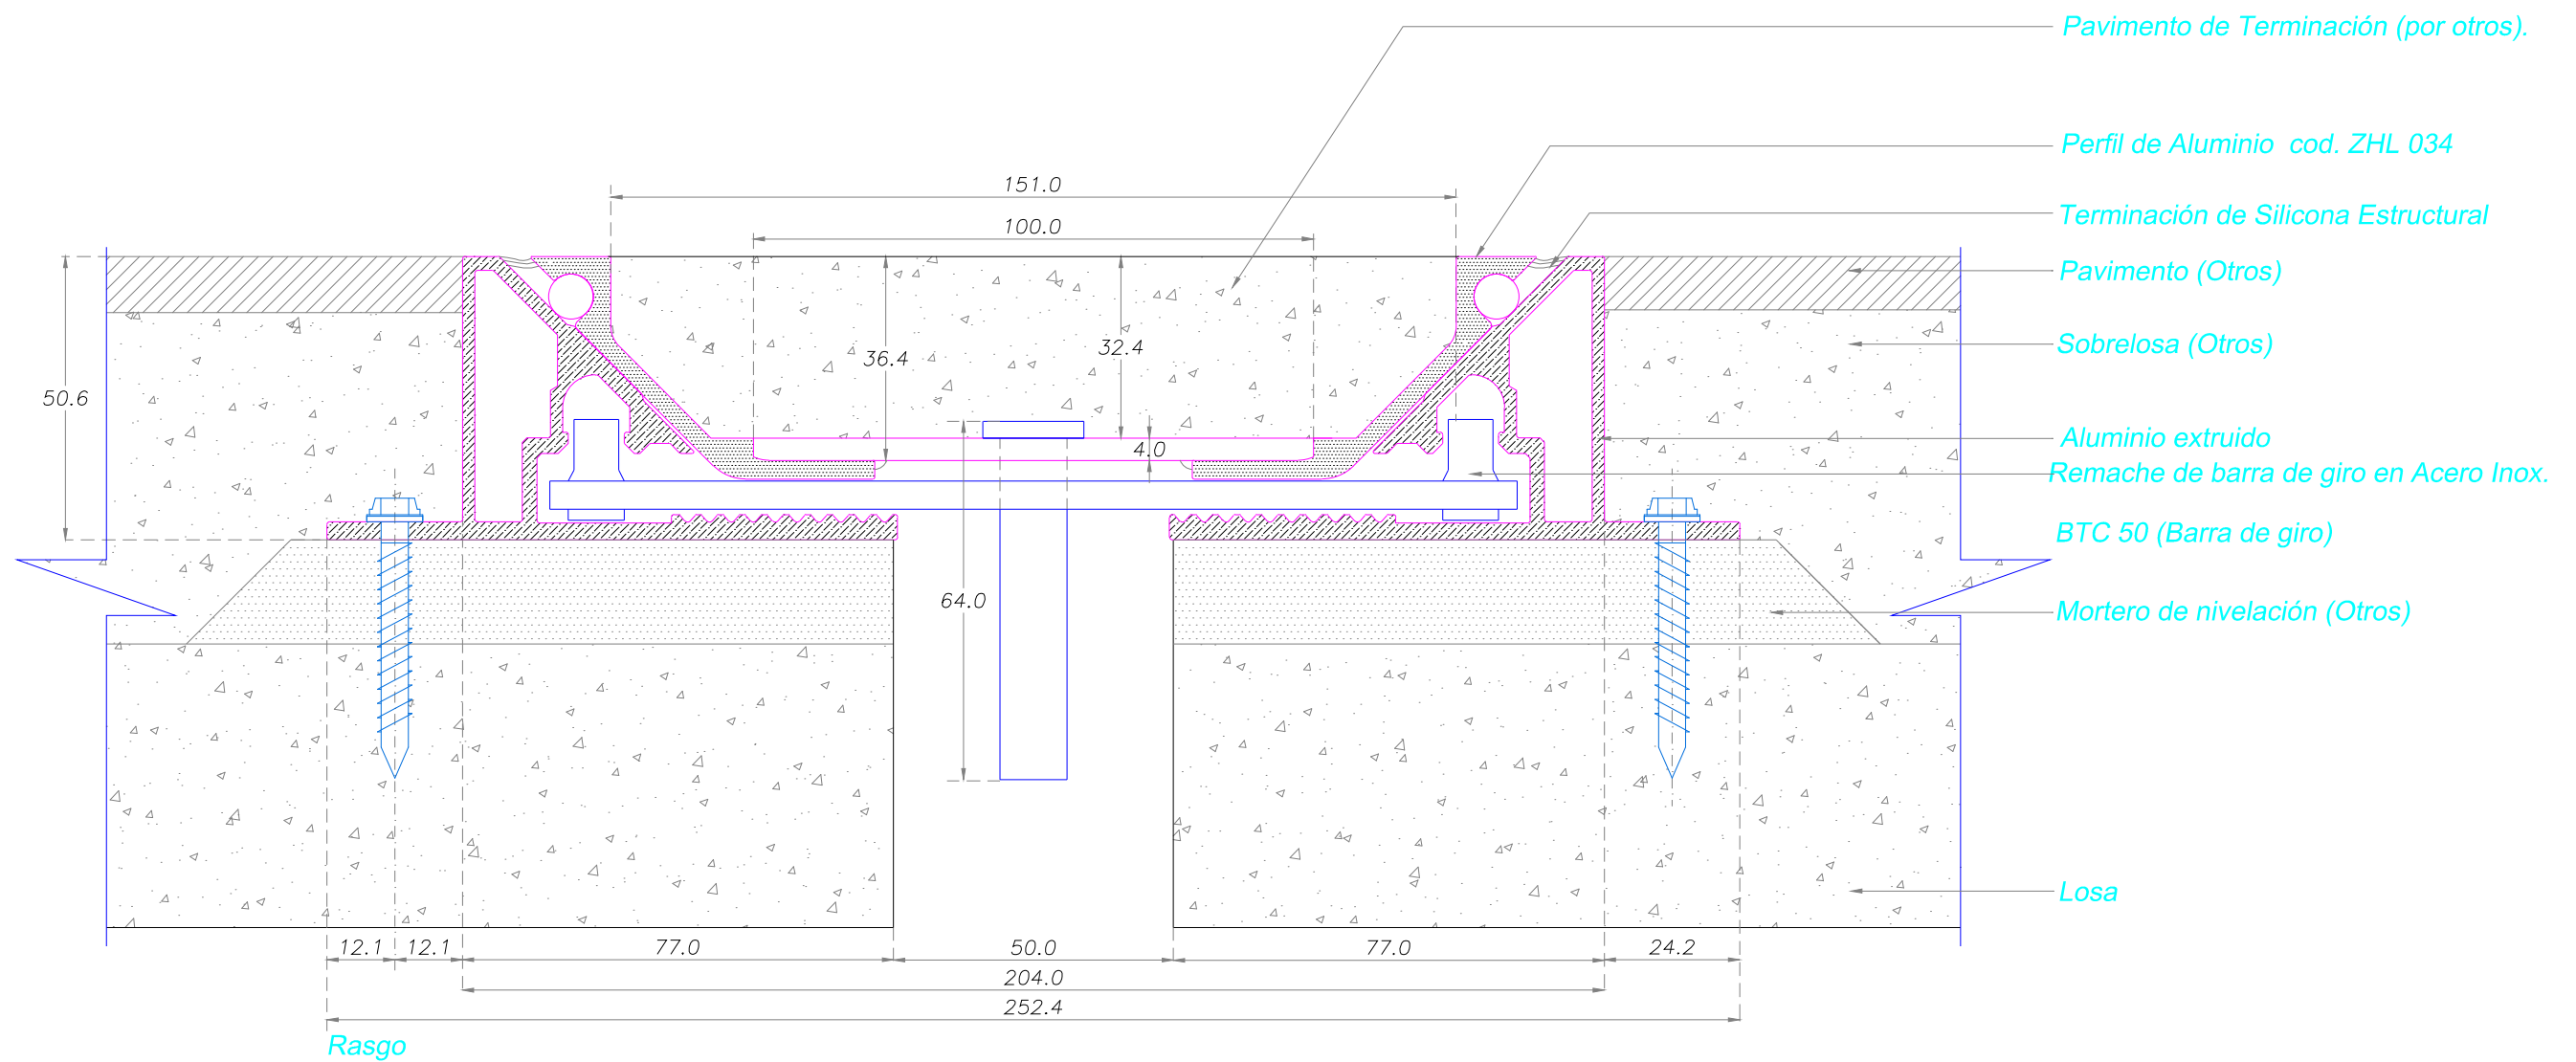 Pavimento de Terminación (por otros).
Perfil de Aluminio cod. ZHL 034
151.0
Terminación de Silicona Estructural
100.0
Pavimento (Otros)
Sobrelosa (Otros)
32.4
36.4
50.6
Aluminio extruido
4.0
Remache de barra de giro en Acero Inox.
BTC 50 (Barra de giro)
64.0
Mortero de nivelación (Otros)
Losa
12.1 12.1 77.0 50.0 77.0 24.2
204.0
252.4
Rasgo